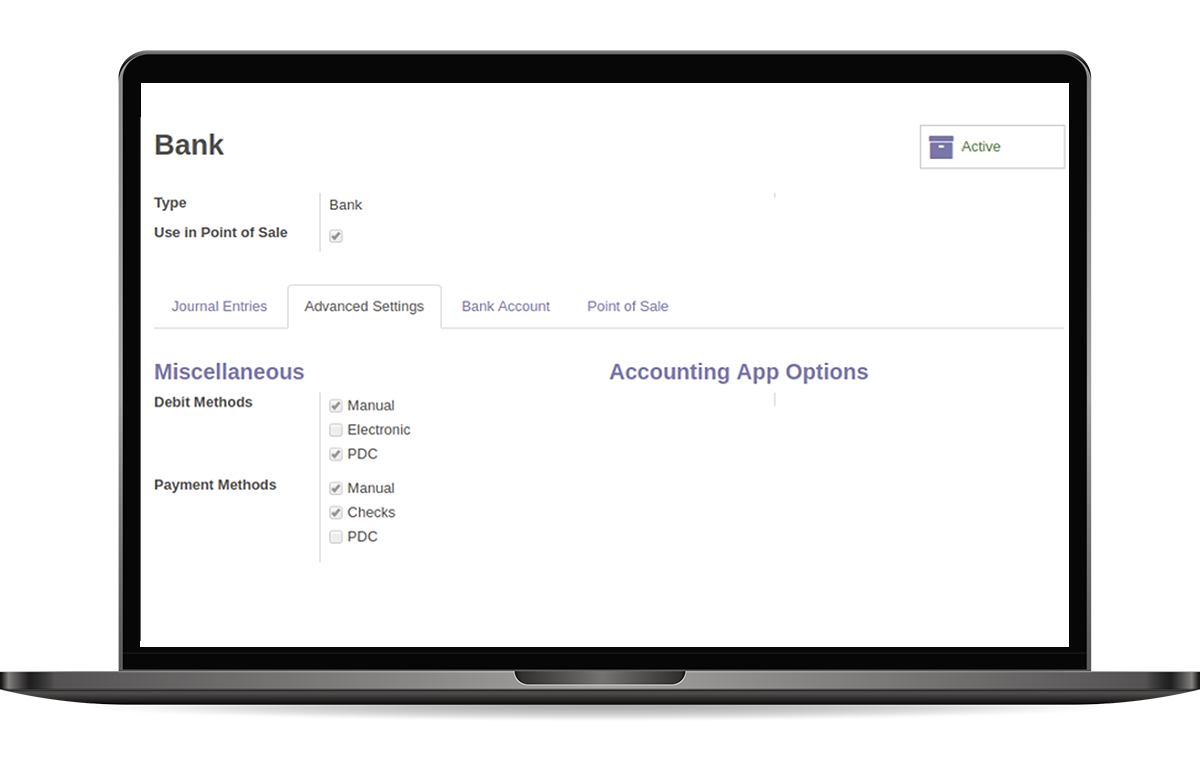 Bank
Active
Type Bank
Use in Point of Sale
Journal Entries Advanced Settings Bank Account Point of Sale
Miscellaneous Accounting App Options
Debit Methods Manual
Electronic
PDC
Payment Methods Manual
Checks
PDC